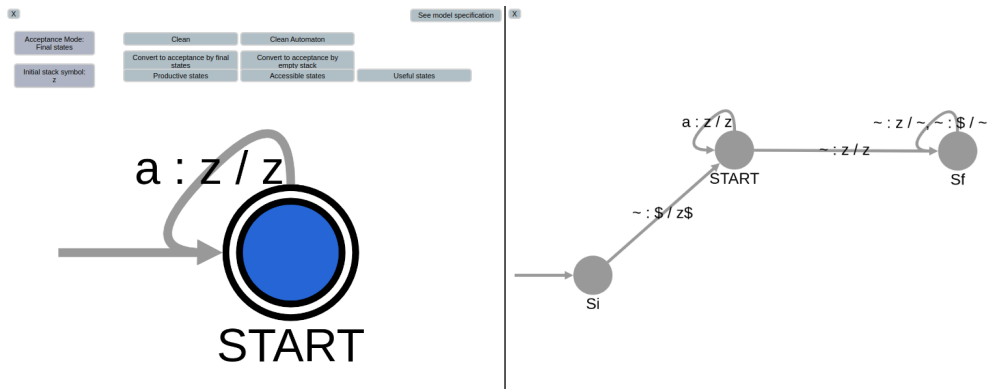 X
See model specification
Acceptance Mode:
Final states
Clean
Clean Automaton
Convert to acceptance by final
states
Convert to acceptance by
empty stack
Initial stack symbol:
z
Productive states
Accessible states
Useful states
a : z / z
START
X
a : z / z
~ : z / ~, ~ : $ / ~
~ : z / z
START
Sf
~ : $ / z$
Si